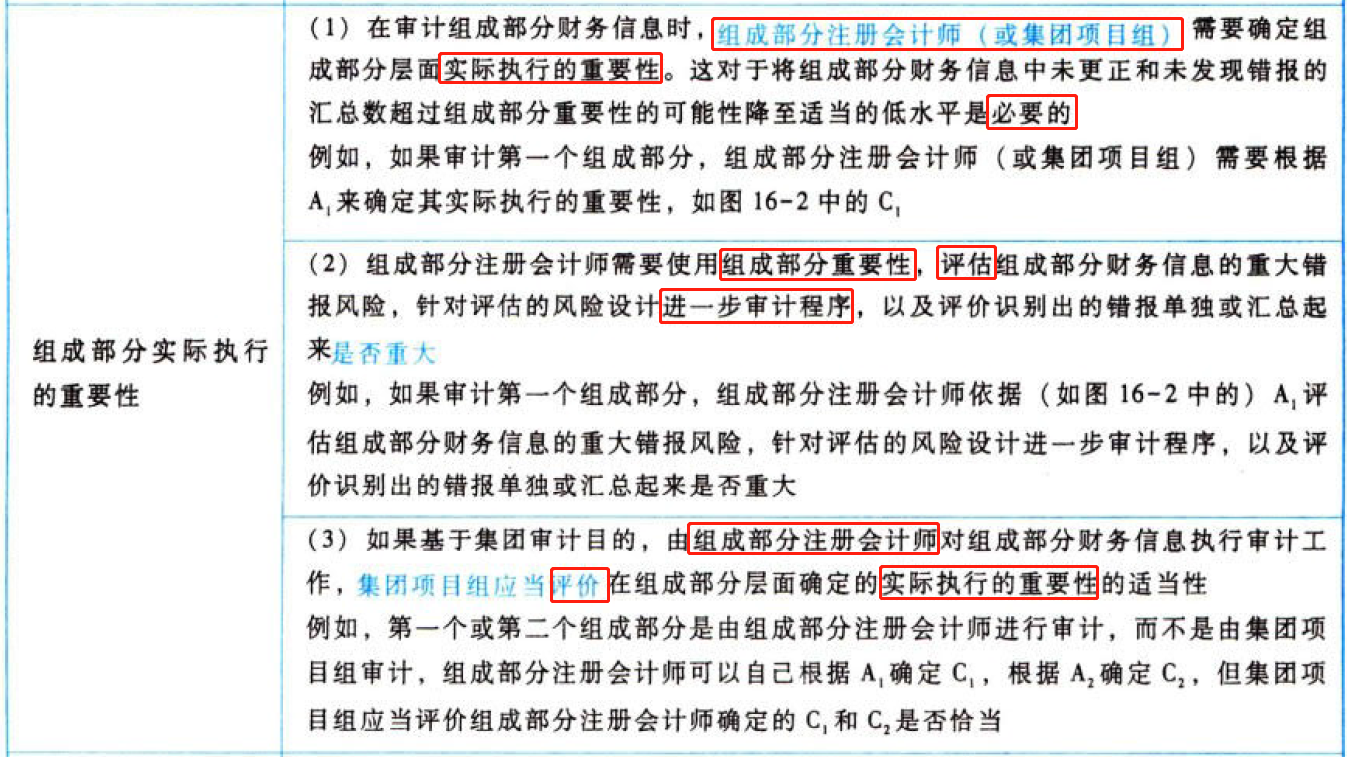 (1) 在审计组成部分财务信息时，组成部分注册会计师（或集团项目组）需要确定组
成部分层面实际执行的重要性。这对于将组成部分财务信息中未更正和未发现错报的
汇总数超过组成部分重要性的可能性降至适当的低水平是必要的
例如，如果审计第一个组成部分，组成部分注册会计师（或集团项目组）需要根据
A₁来确定其实际执行的重要性，如图 16-2 中的 C₁
组成部分实际执行
的重要性
(2) 组成部分注册会计师需要使用组成部分重要性，评估组成部分财务信息的重大错
报风险，针对评估的风险设计进一步审计程序，以及评价识别出的错报单独或汇总起
来是否重大
例如，如果审计第一个组成部分，组成部分注册会计师依据（如图 16-2 中的）A₁评
估组成部分财务信息的重大错报风险，针对评估的风险设计进一步审计程序，以及评
价识别出的错报单独或汇总起来是否重大
(3) 如果基于集团审计目的，由组成部分注册会计师对组成部分财务信息执行审计工
作，集团项目组应当评价在组成部分层面确定的实际执行的重要性的适当性
例如，第一个或第二个组成部分是由组成部分注册会计师进行审计，而不是由集团项
目组审计，组成部分注册会计师可以自己根据 A₁确定 C₁，根据 A₂确定 C₂，但集团项
目组应当评价组成部分注册会计师确定的 C₁和 C₂是否恰当